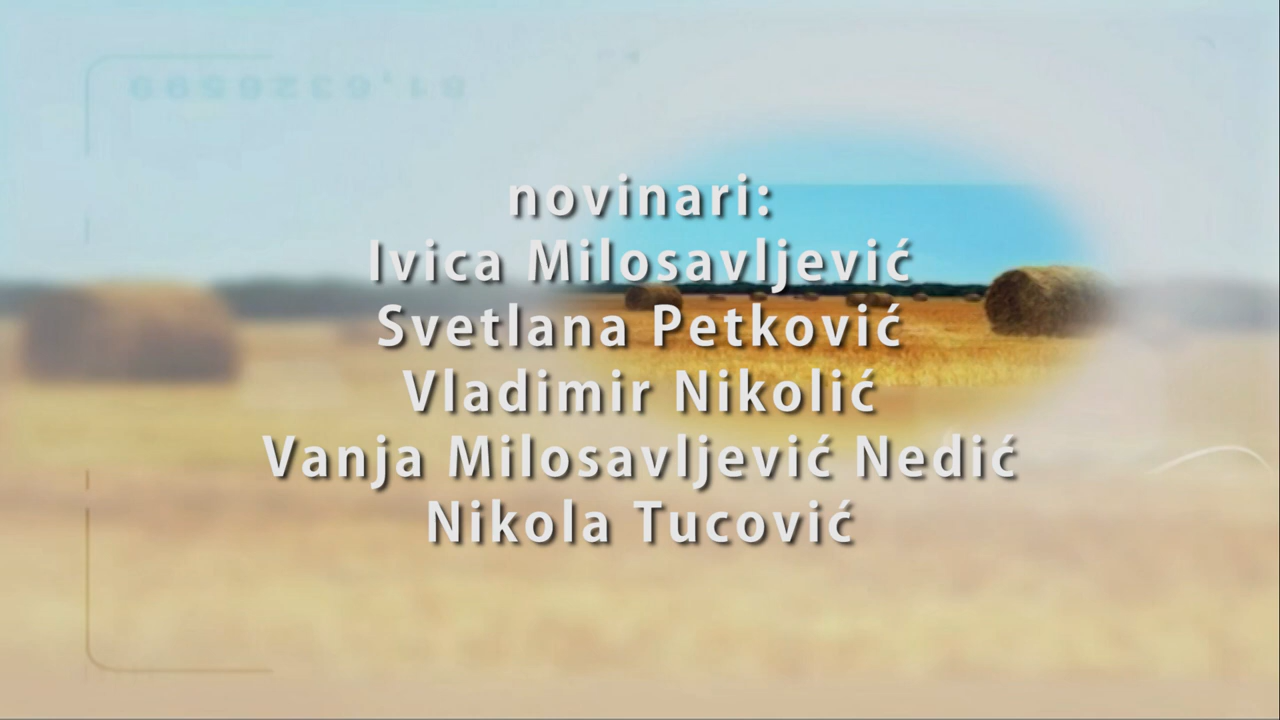 novinari:
Ivica Milosavljević
Svetlana Petković
Vladimir Nikolić
Vanja Milosavljević Nedić
Nikola Tucović